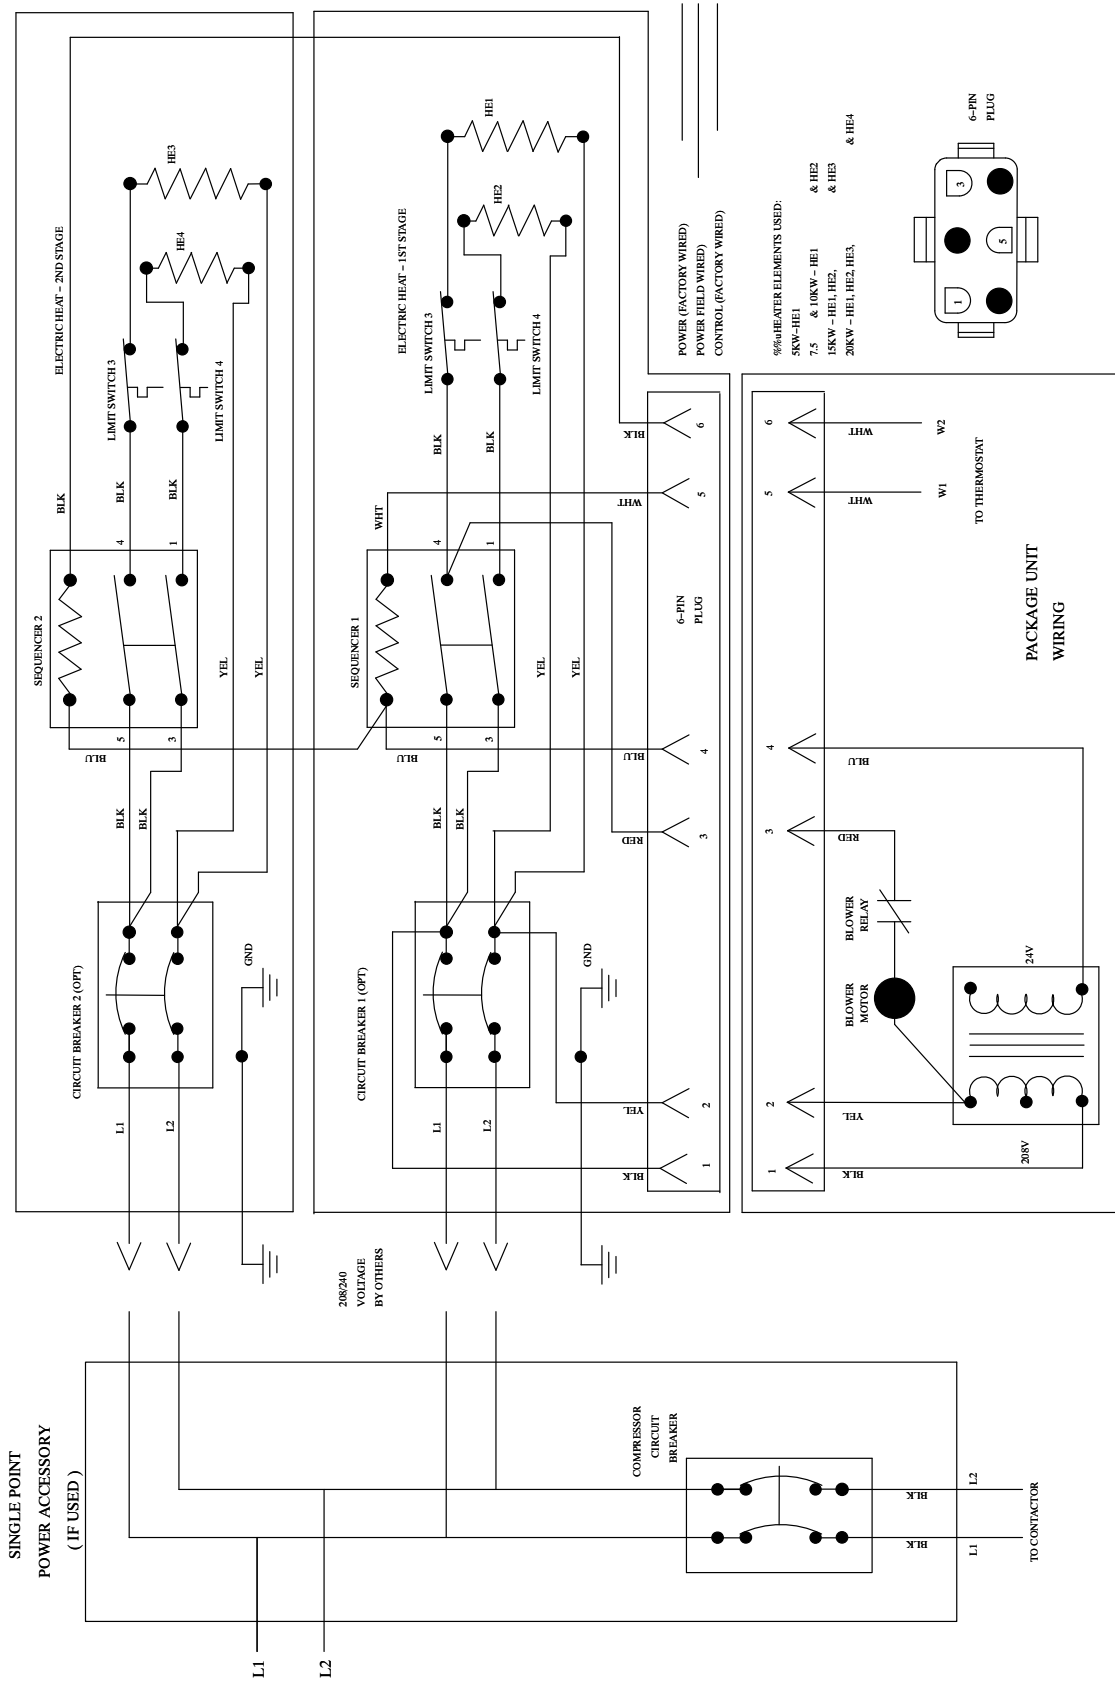 SINGLE POINT
POWER ACCESSORY
( IF USED )
L1
L2
COMPRESSOR
CIRCUIT
BREAKER
BLK
BLK
L2
L1
TO CONTACTOR
208/240
VOLTAGE
BY OTHERS
ELECTRIC HEAT – 2ND STAGE
HE3
HE4
LIMIT SWITCH 3
LIMIT SWITCH 4
BLK
BLK
BLK
SEQUENCER 2
4
1
5
3
BLU
YEL
YEL
BLK
BLK
CIRCUIT BREAKER 2 (OPT)
GND
L1
L2
ELECTRIC HEAT – 1ST STAGE
HE1
HE2
LIMIT SWITCH 3
LIMIT SWITCH 4
BLK
BLK
WHT
SEQUENCER 1
4
1
5
3
BLU
YEL
YEL
BLK
BLK
CIRCUIT BREAKER 1 (OPT)
GND
L1
L2
6–PIN
PLUG
BLK
6
WHT
5
BLU
4
RED
3
YEL
2
BLK
1
POWER (FACTORY WIRED)
POWER FIELD WIRED)
CONTROL (FACTORY WIRED)
%%uHEATER ELEMENTS USED:
5KW–HE1
7.5 & 10KW – HE1 & HE2
15KW – HE1, HE2, & HE3
20KW – HE1, HE2, HE3, & HE4
6–PIN
PLUG
1
3
5
6
WHT
W2
5
WHT
W1
TO THERMOSTAT
PACKAGE UNIT
WIRING
4
BLU
3
RED
BLOWER
RELAY
BLOWER
MOTOR
24V
208V
2
YEL
1
BLK